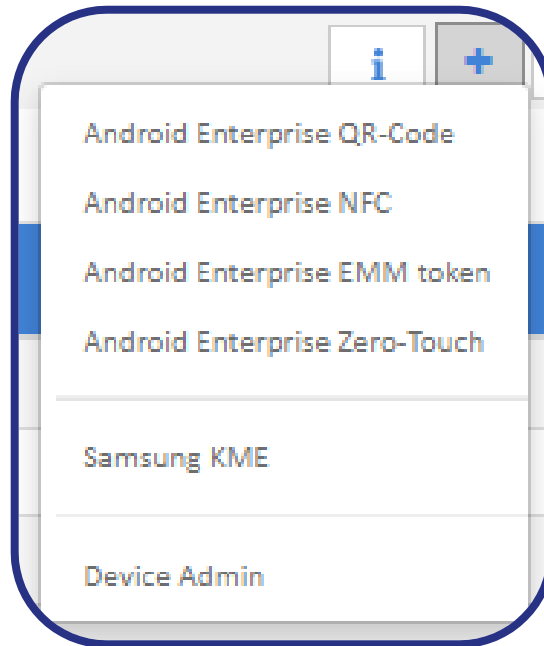 i +
Android Enterprise QR-Code
Android Enterprise NFC
Android Enterprise EMM token
Android Enterprise Zero-Touch
Samsung KME
Device Admin